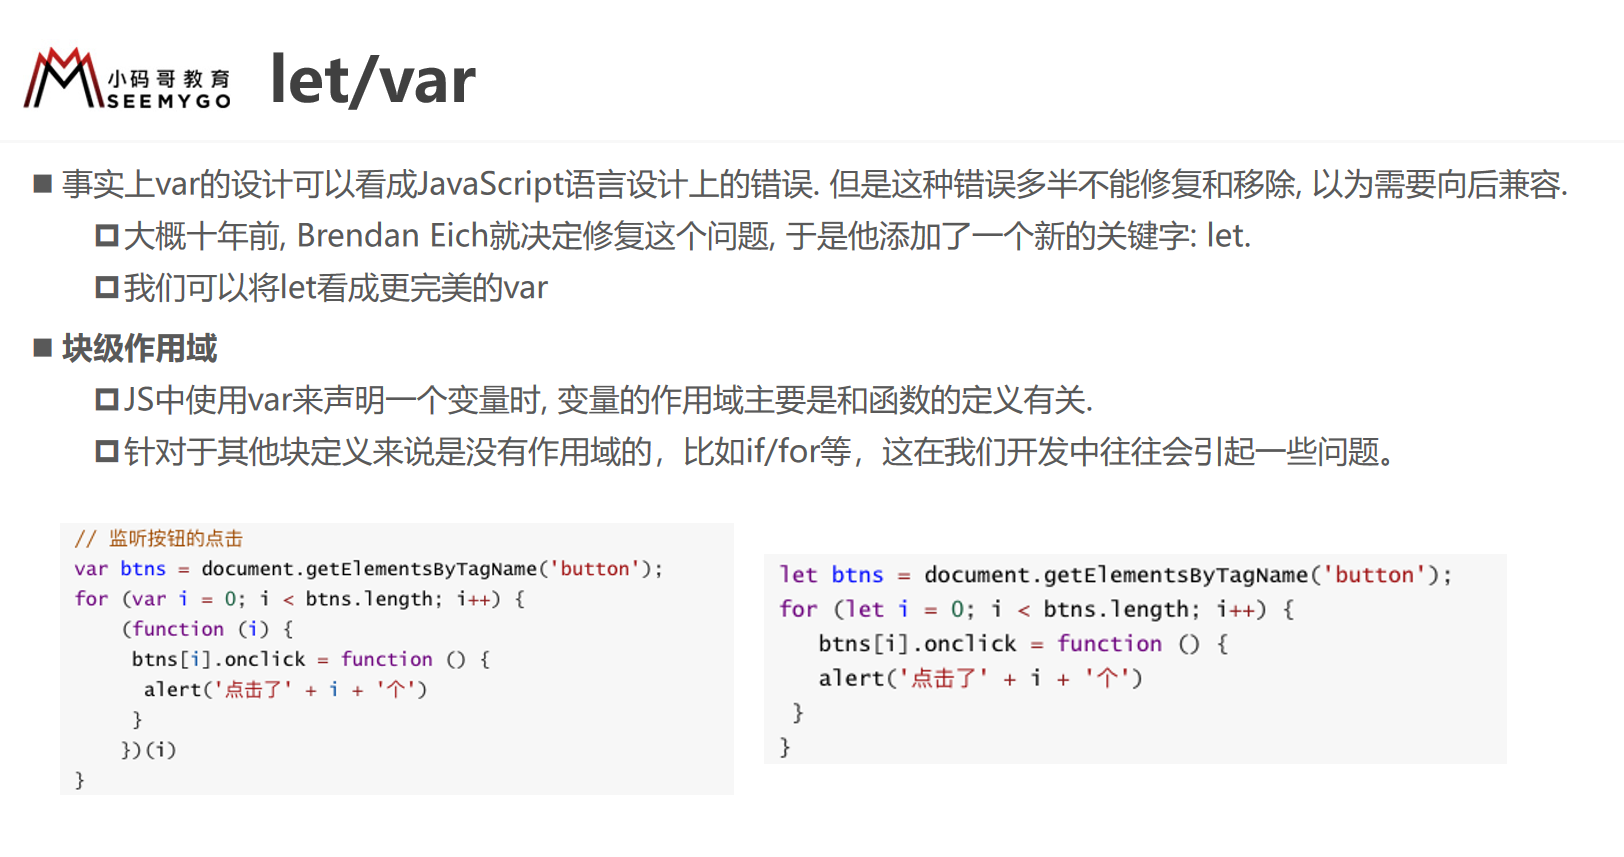 小码哥教育
SEEMYGO
let/var
事实上var的设计可以看成JavaScript语言设计上的错误. 但是这种错误多半不能修复和移除, 以为需要向后兼容.
大概十年前, Brendan Eich就决定修复这个问题, 于是他添加了一个新的关键字: let.
我们可以将let看成更完美的var
块级作用域
JS中使用var来声明一个变量时, 变量的作用域主要是和函数的定义有关.
针对于其他块定义来说是没有作用域的，比如if/for等，这在我们开发中往往会引起一些问题。
// 监听按钮的点击
var btns = document.getElementsByTagName('button');
for (var i = 0; i < btns.length; i++) {
(function (i) {
btns[i].onclick = function () {
alert('点击了' + i + '个')
}
})(i)
}
let btns = document.getElementsByTagName('button');
for (let i = 0; i < btns.length; i++) {
btns[i].onclick = function () {
alert('点击了' + i + '个')
}
}